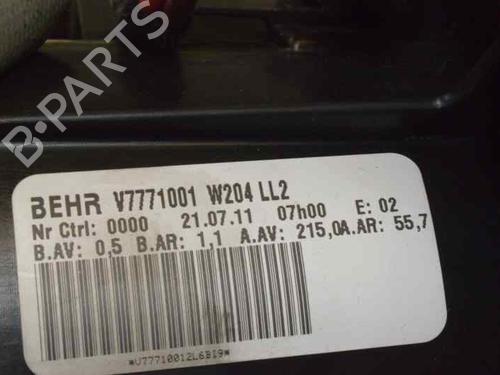 BEHR V7771001 W204 LL2
Nr Ctrl: 0000 21.07.11 07h00 E: 02
B.AV: 0,5 B.AR: 1,1 A.AV: 215,0A.AR: 55,7
*V77710012L6BI9*
B-PARTS